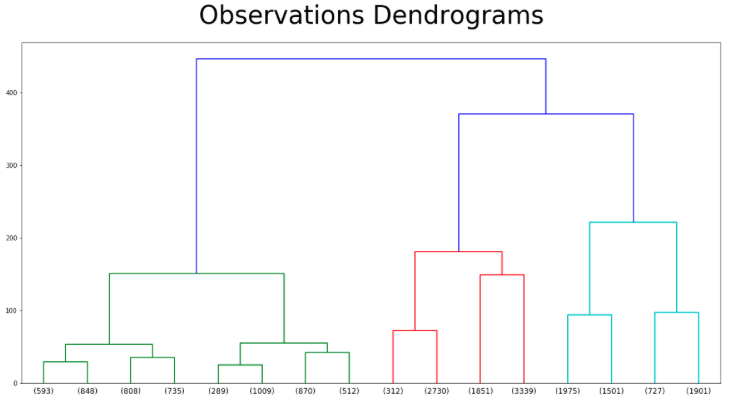 Observations Dendrograms
400
300
200
100
0
(593) (848) (808) (735) (289) (1009) (870) (512) (312) (2730) (1851) (3339) (1975) (1501) (727) (1901)